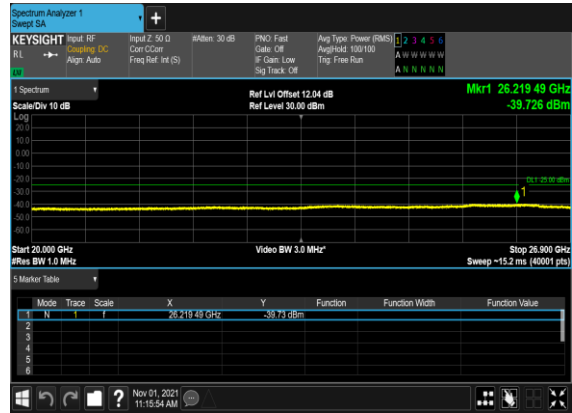 Spectrum Analyzer 1
Swept SA
+
KEYSIGHT Input: RF Input Z: 50 Ω #Atten: 30 dB PNO: Fast Avg Type: Power (RMS) 1 2 3 4 5 6
RL Coupling: DC Corr CCorr Gate: Off Avg|Hold: 100/100 A W W W W W
Align: Auto Freq Ref: Int (S) IF Gain: Low Trig: Free Run
LW Sig Track: Off A N N N N N
1 Spectrum Ref Lvl Offset 12.04 dB Mkr1 26.219 49 GHz
Scale/Div 10 dB Ref Level 30.00 dBm -39.726 dBm
Log
20.0
10.0
0.00
-10.0
-20.0 DL1 -25.00 dBm
-30.0 1
-40.0
-50.0
-60.0
Start 20.000 GHz Video BW 3.0 MHz* Stop 26.900 GHz
#Res BW 1.0 MHz Sweep ~15.2 ms (40001 pts)
5 Marker Table
Mode Trace Scale X Y Function Function Width Function Value
1 N 1 f 26.219 49 GHz -39.73 dBm
2
3
4
5
6
? Nov 01, 2021
11:15:54 AM